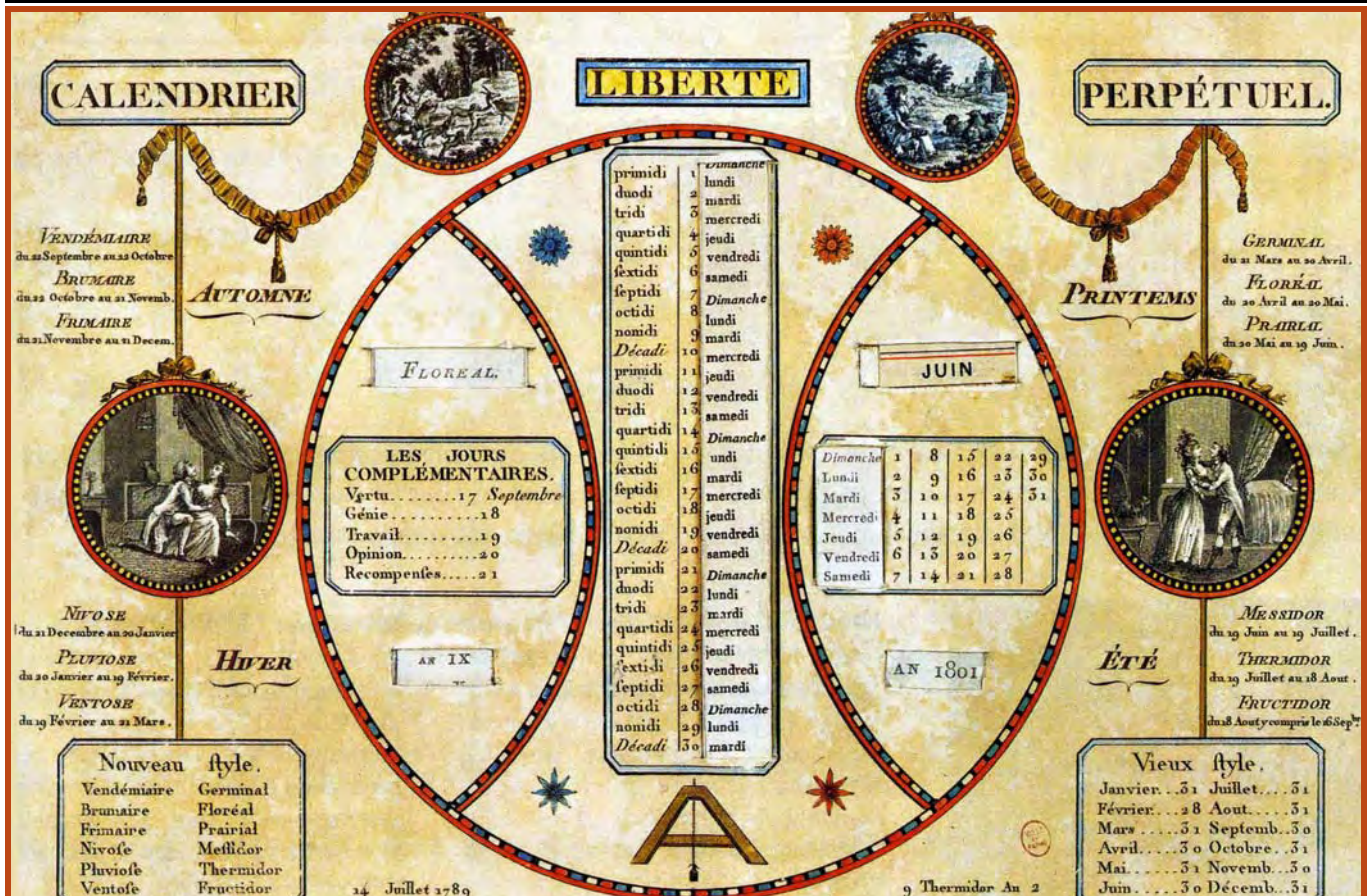 CALENDRIER
LIBERTE
PERPÉTUEL.
VENDÉMIAIRE
du 22 Septembre au 22 Octobre
BRUMAIRE
du 22 Octobre au 21 Novemb.
FRIMAIRE
du 21 Novembre au 21 Decem.
AUTOMNE
NIVOSE
du 21 Decembre au 20 Janvier
PLUVIOSE
du 20 Janvier au 19 Février.
VENTOSE
du 19 Février au 21 Mars.
HIVER
Nouveau ſtyle.
Vendémiaire Germinal
Brumaire Floréal
Frimaire Prairial
Nivoſe Meſſidor
Pluvioſe Thermidor
Ventoſe Fructidor
FLOREAL.
LES JOURS
COMPLÉMENTAIRES.
Vertu........17 Septembre
Génie..........18
Travail..........19
Opinion..........20
Recompenſes.....21
AN IX
Dimanche
primidi 1 lundi
duodi 2 mardi
tridi 3 mercredi
quartidi 4 jeudi
quintidi 5 vendredi
ſextidi 6 samedi
ſeptidi 7 Dimanche
octidi 8 lundi
nonidi 9 mardi
Décadi 10 mercredi
primidi 11 jeudi
duodi 12 vendredi
tridi 13 samedi
quartidi 14 Dimanche
quintidi 15 undi
ſextidi 16 mardi
ſeptidi 17 mercredi
octidi 18 jeudi
nonidi 19 vendredi
Décadi 20 samedi
primidi 21 Dimanche
duodi 22 lundi
tridi 23 mardi
quartidi 24 mercredi
quintidi 25 jeudi
ſextidi 26 vendredi
ſeptidi 27 samedi
octidi 28 Dimanche
nonidi 29 lundi
Décadi 30 mardi
JUIN
Dimanche 1 8 15 22 29
Lundi 2 9 16 23 30
Mardi 3 10 17 24 31
Mercredi 4 11 18 25
Jeudi 5 12 19 26
Vendredi 6 13 20 27
Samedi 7 14 21 28
AN 1801
GERMINAL
du 21 Mars au 20 Avril.
FLORÉAL
du 20 Avril au 20 Mai.
PRAIRIAL
du 20 Mai au 19 Juin.
PRINTEMS
MESSIDOR
du 19 Juin au 19 Juillet.
THERMIDOR
du 19 Juillet au 18 Aout.
FRUCTIDOR
du 18 Aout y compris le 16 Sepbr
ÉTÉ
Vieux ſtyle.
Janvier...31 Juillet....31
Février...28 Aout.....31
Mars.....31 Septemb..30
Avril.....30 Octobre..31
Mai.....31 Novemb...30
Juin.....30 Décemb...31
14 Juillet 1789
9 Thermidor An 2